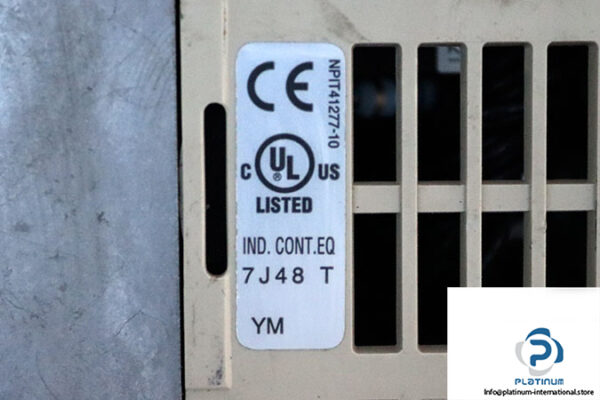 CE
NPIT41277-10
C UL US
®
LISTED
IND. CONT.EQ
7J48 T
YM
PLATINUM
Info@platinum-international.store